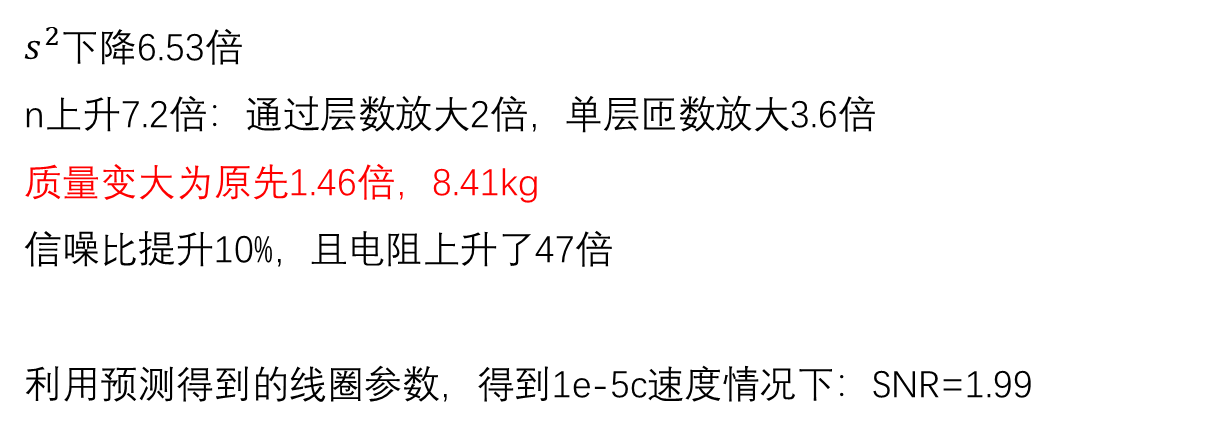 s²下降6.53倍
n上升7.2倍：通过层数放大2倍，单层匝数放大3.6倍
质量变大为原先1.46倍，8.41kg
信噪比提升10%，且电阻上升了47倍
利用预测得到的线圈参数，得到1e-5c速度情况下：SNR=1.99